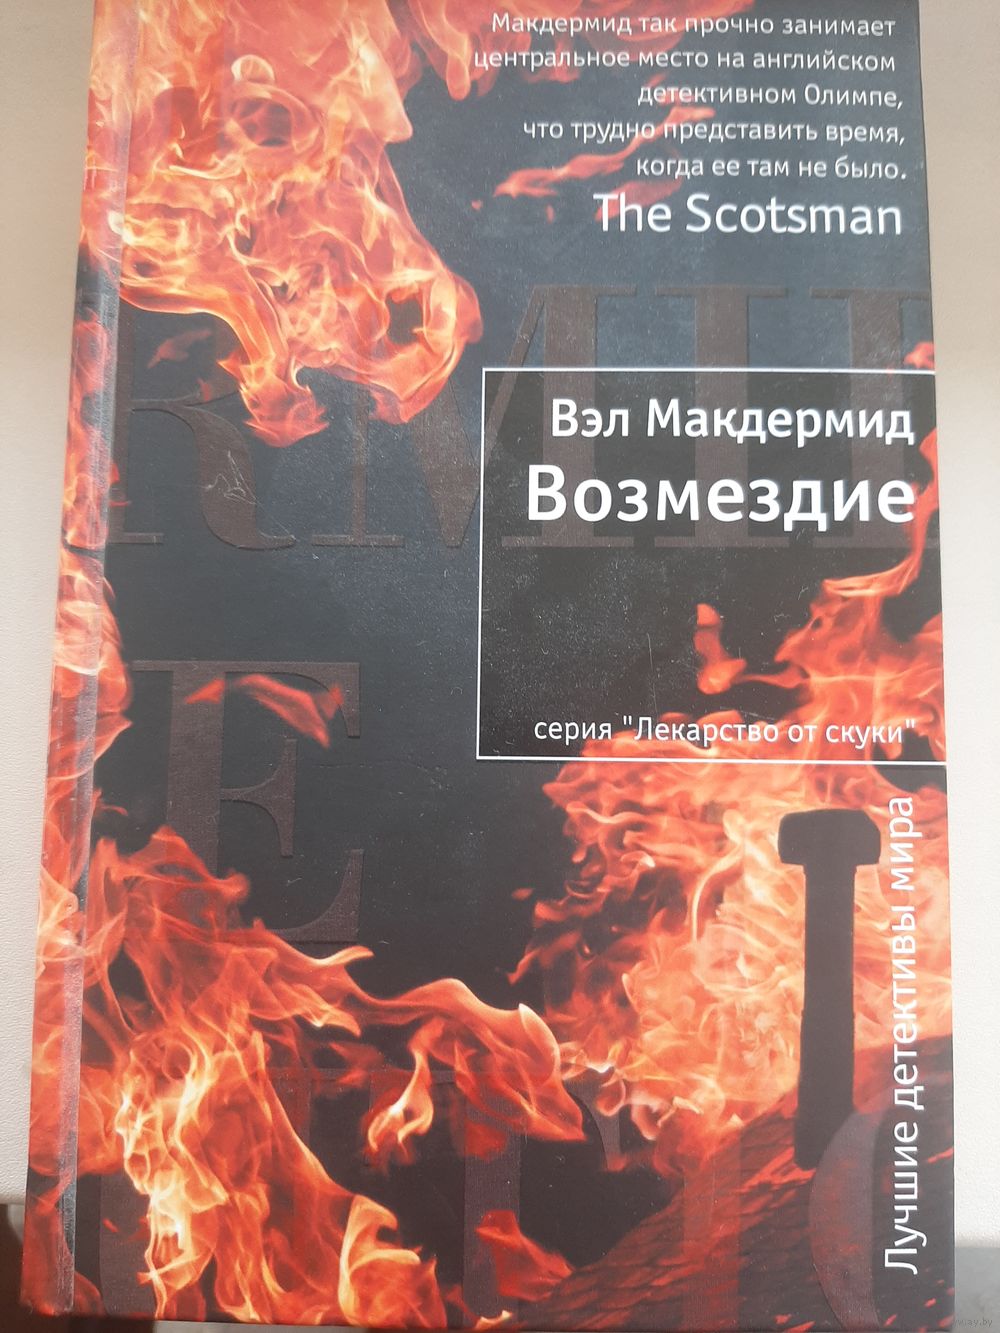 Макдермид так прочно занимает
центральное место на английском
детективном Олимпе,
что трудно представить время,
когда ее там не было.
The Scotsman
Вэл Макдермид
Возмездие
серия "Лекарство от скуки"
Лучшие детективы мира